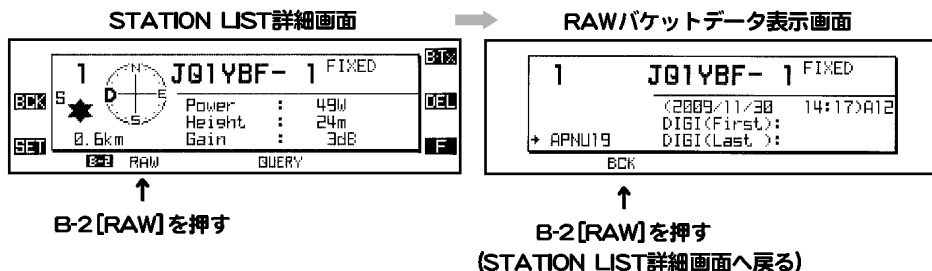 STATION LIST詳細画面
RAWパケットデータ表示画面
1
N
E
S
D
JQ1YBF- 1 FIXED
B-TX
BCK
S
Power : 49W
DEL
Height : 24m
SET
0.6km
Gain : 3dB
F
B-2 RAW QUERY
1
JQ1YBF- 1 FIXED
(2009/11/30 14:17)A12
DIGI(First):
→ APNU19 DIGI(Last ):
BCK
B-2[RAW]を押す
B-2[RAW]を押す
(STATION LIST詳細画面へ戻る)